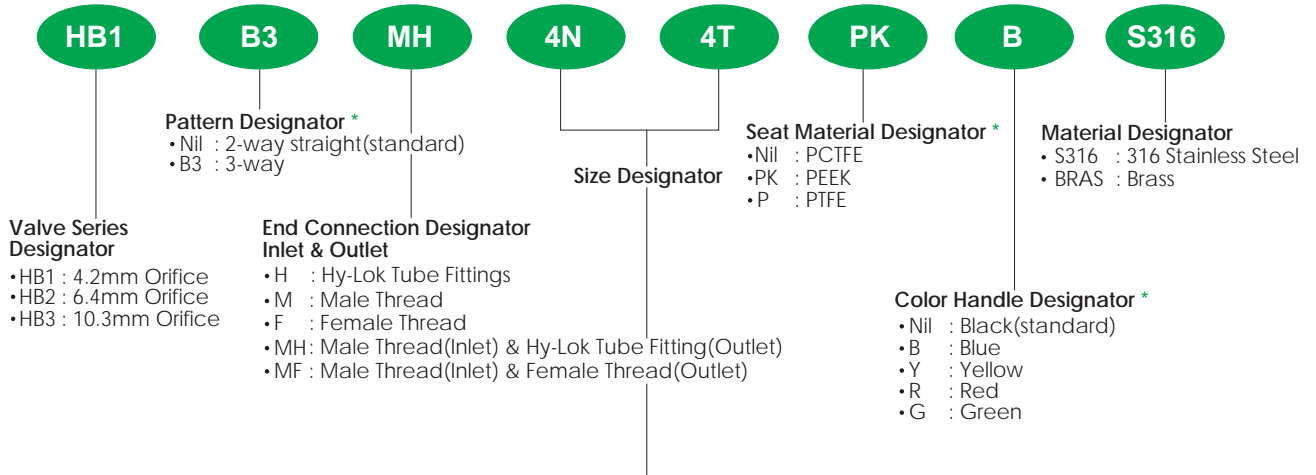 HB1 B3 MH 4N 4T PK B S316
Pattern Designator *
•Nil : 2-way straight(standard)
•B3 : 3-way
Size Designator
Seat Material Designator *
•Nil : PCTFE
•PK : PEEK
•P : PTFE
Material Designator
• S316 : 316 Stainless Steel
• BRAS : Brass
Valve Series
Designator
•HB1 : 4.2mm Orifice
•HB2 : 6.4mm Orifice
•HB3 : 10.3mm Orifice
End Connection Designator
Inlet & Outlet
•H : Hy-Lok Tube Fittings
•M : Male Thread
•F : Female Thread
•MH : Male Thread(Inlet) & Hy-Lok Tube Fitting(Outlet)
•MF : Male Thread(Inlet) & Female Thread(Outlet)
Color Handle Designator *
•Nil : Black(standard)
•B : Blue
•Y : Yellow
•R : Red
•G : Green